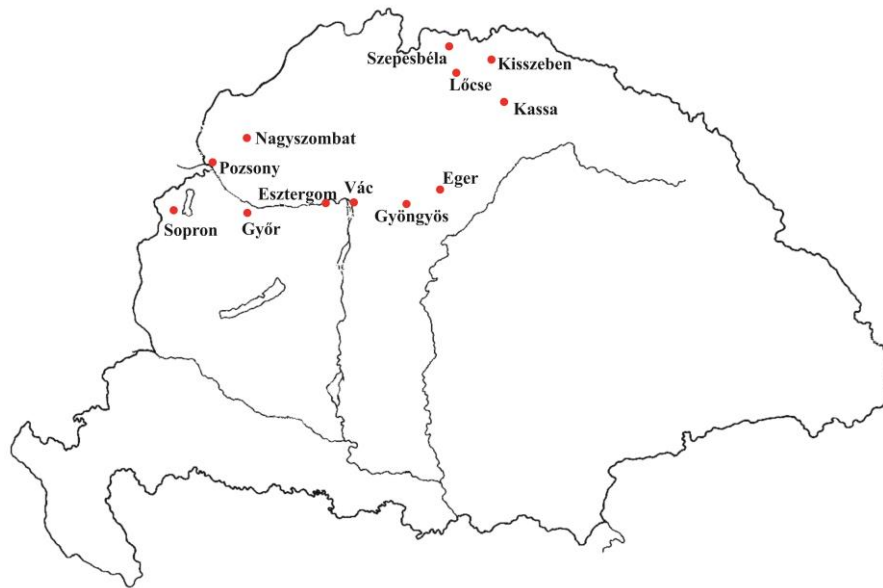 Szepesbéla
Kisszeben
Lőcse
Kassa
Nagyszombat
Pozsony
Eger
Vác
Esztergom
Gyöngyös
Sopron
Győr